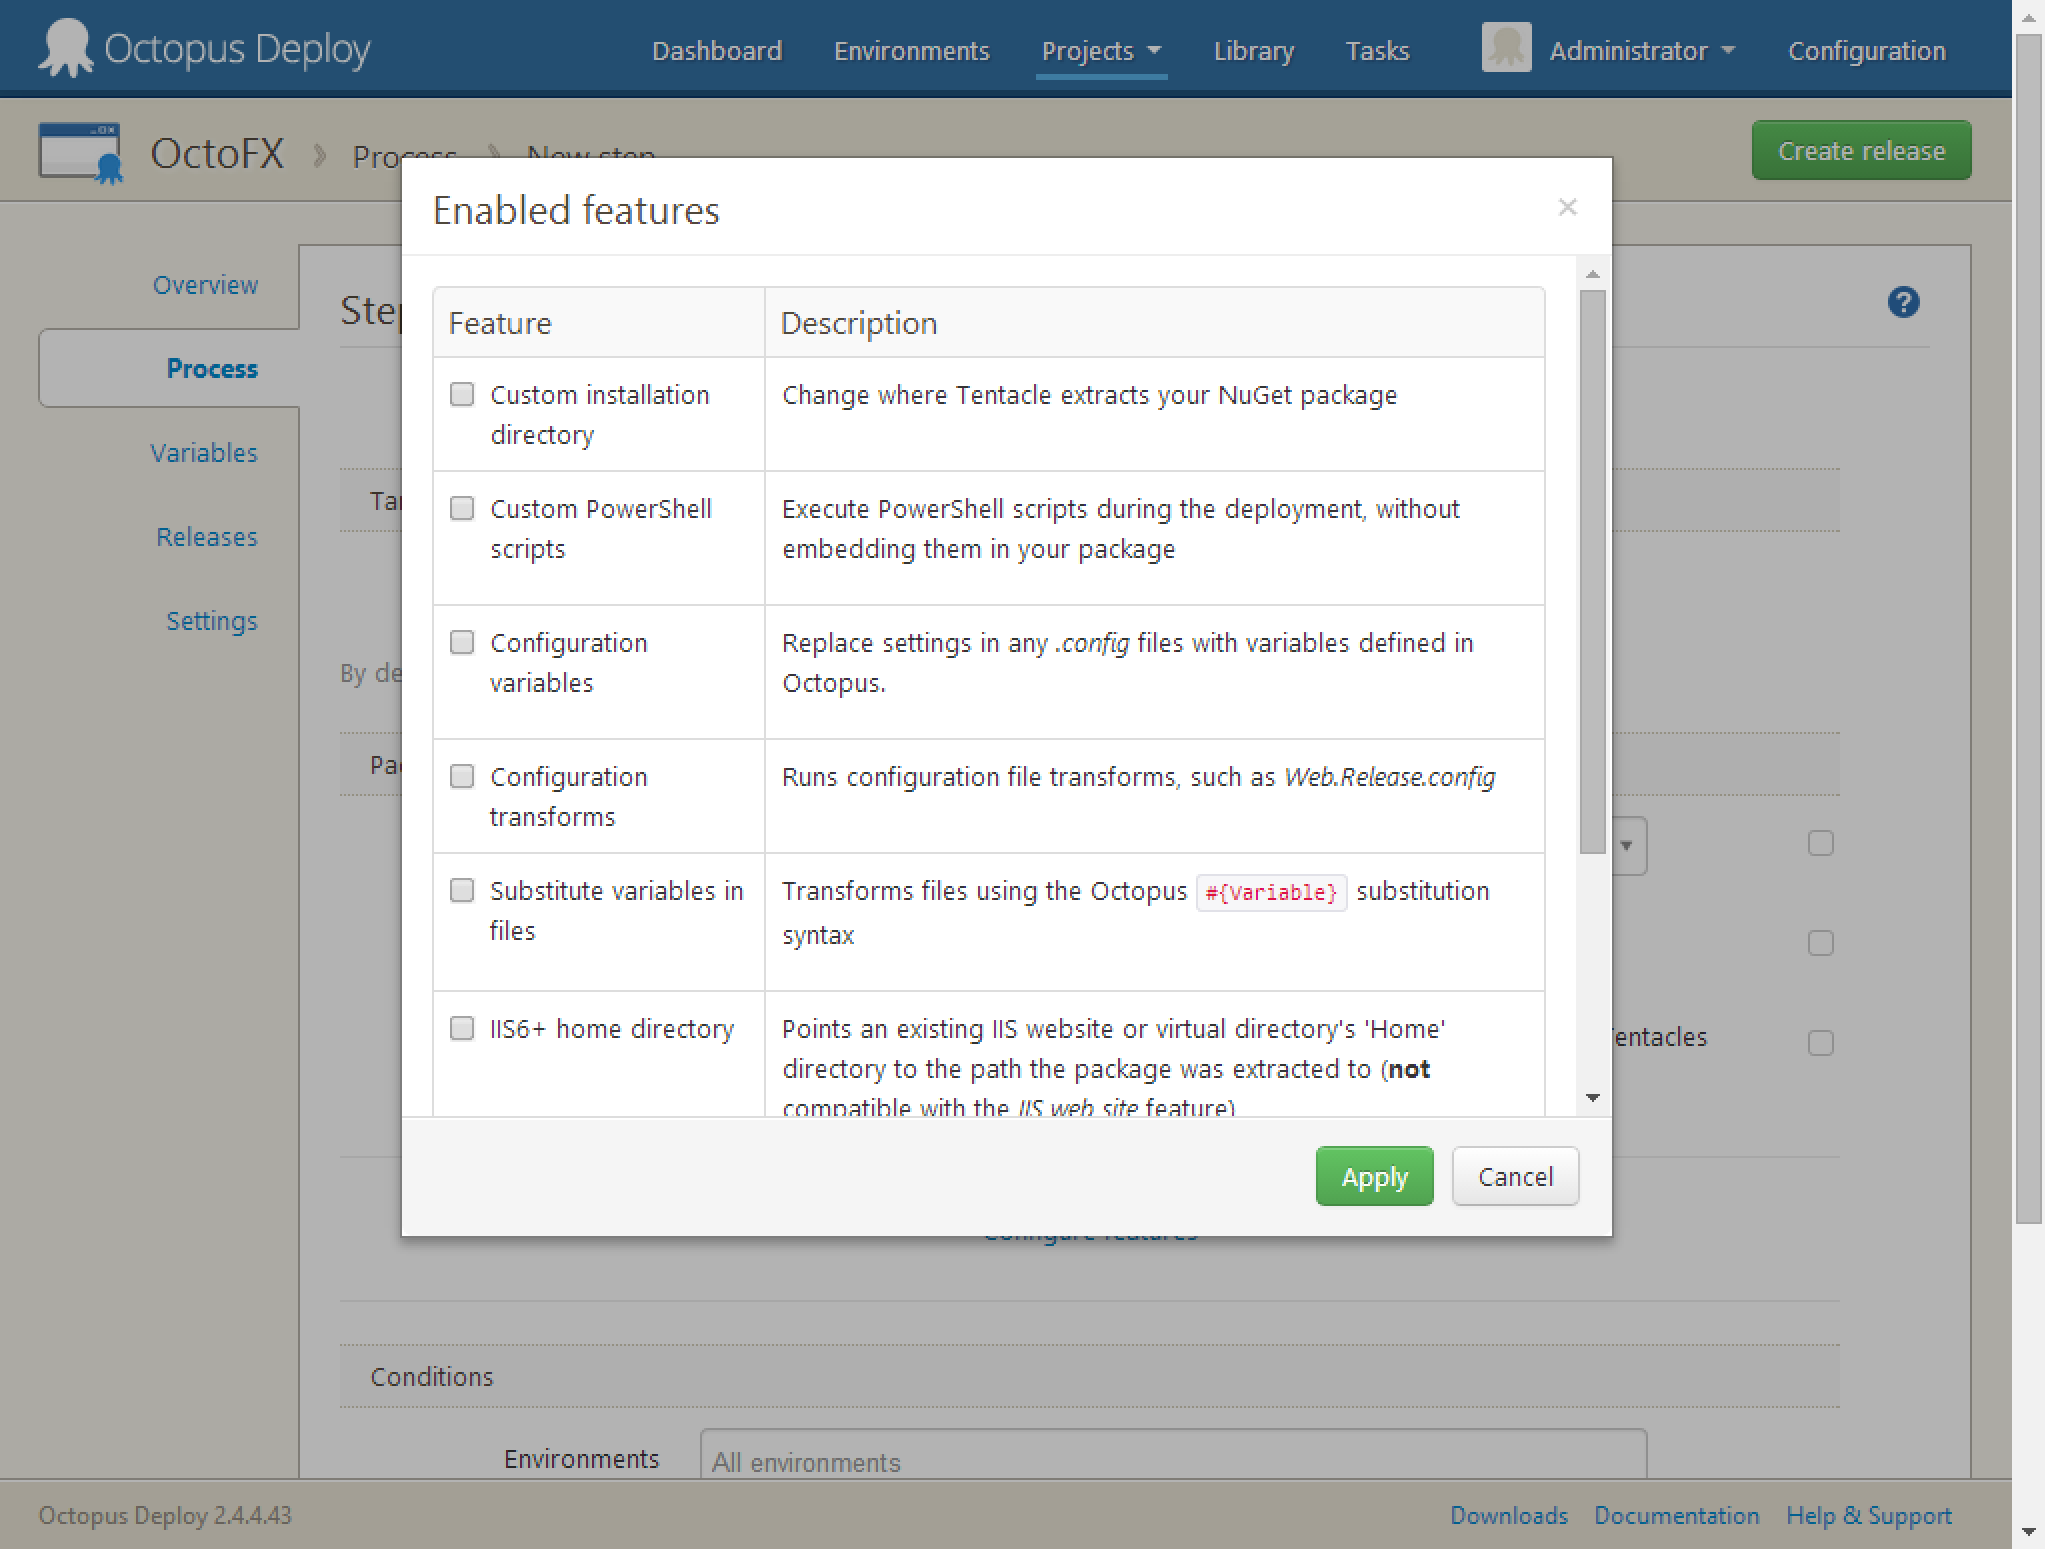 Octopus Deploy
Dashboard Environments Projects Library Tasks Administrator Configuration
OctoFX Process New step
Create release
Enabled features
Overview
Process
Variables
Releases
Settings
Feature Description
Custom installation directory
Change where Tentacle extracts your NuGet package
Custom PowerShell scripts
Execute PowerShell scripts during the deployment, without
embedding them in your package
Configuration variables
Replace settings in any .config files with variables defined in
Octopus.
Configuration transforms
Runs configuration file transforms, such as Web.Release.config
Substitute variables in files
Transforms files using the Octopus #{Variable} substitution
syntax
IIS6+ home directory
Points an existing IIS website or virtual directory's 'Home'
directory to the path the package was extracted to (not
compatible with the IIS web site feature)
Apply Cancel
By de
entacles
Configure features
Conditions
Environments All environments
Octopus Deploy 2.4.4.43
Downloads Documentation Help & Support